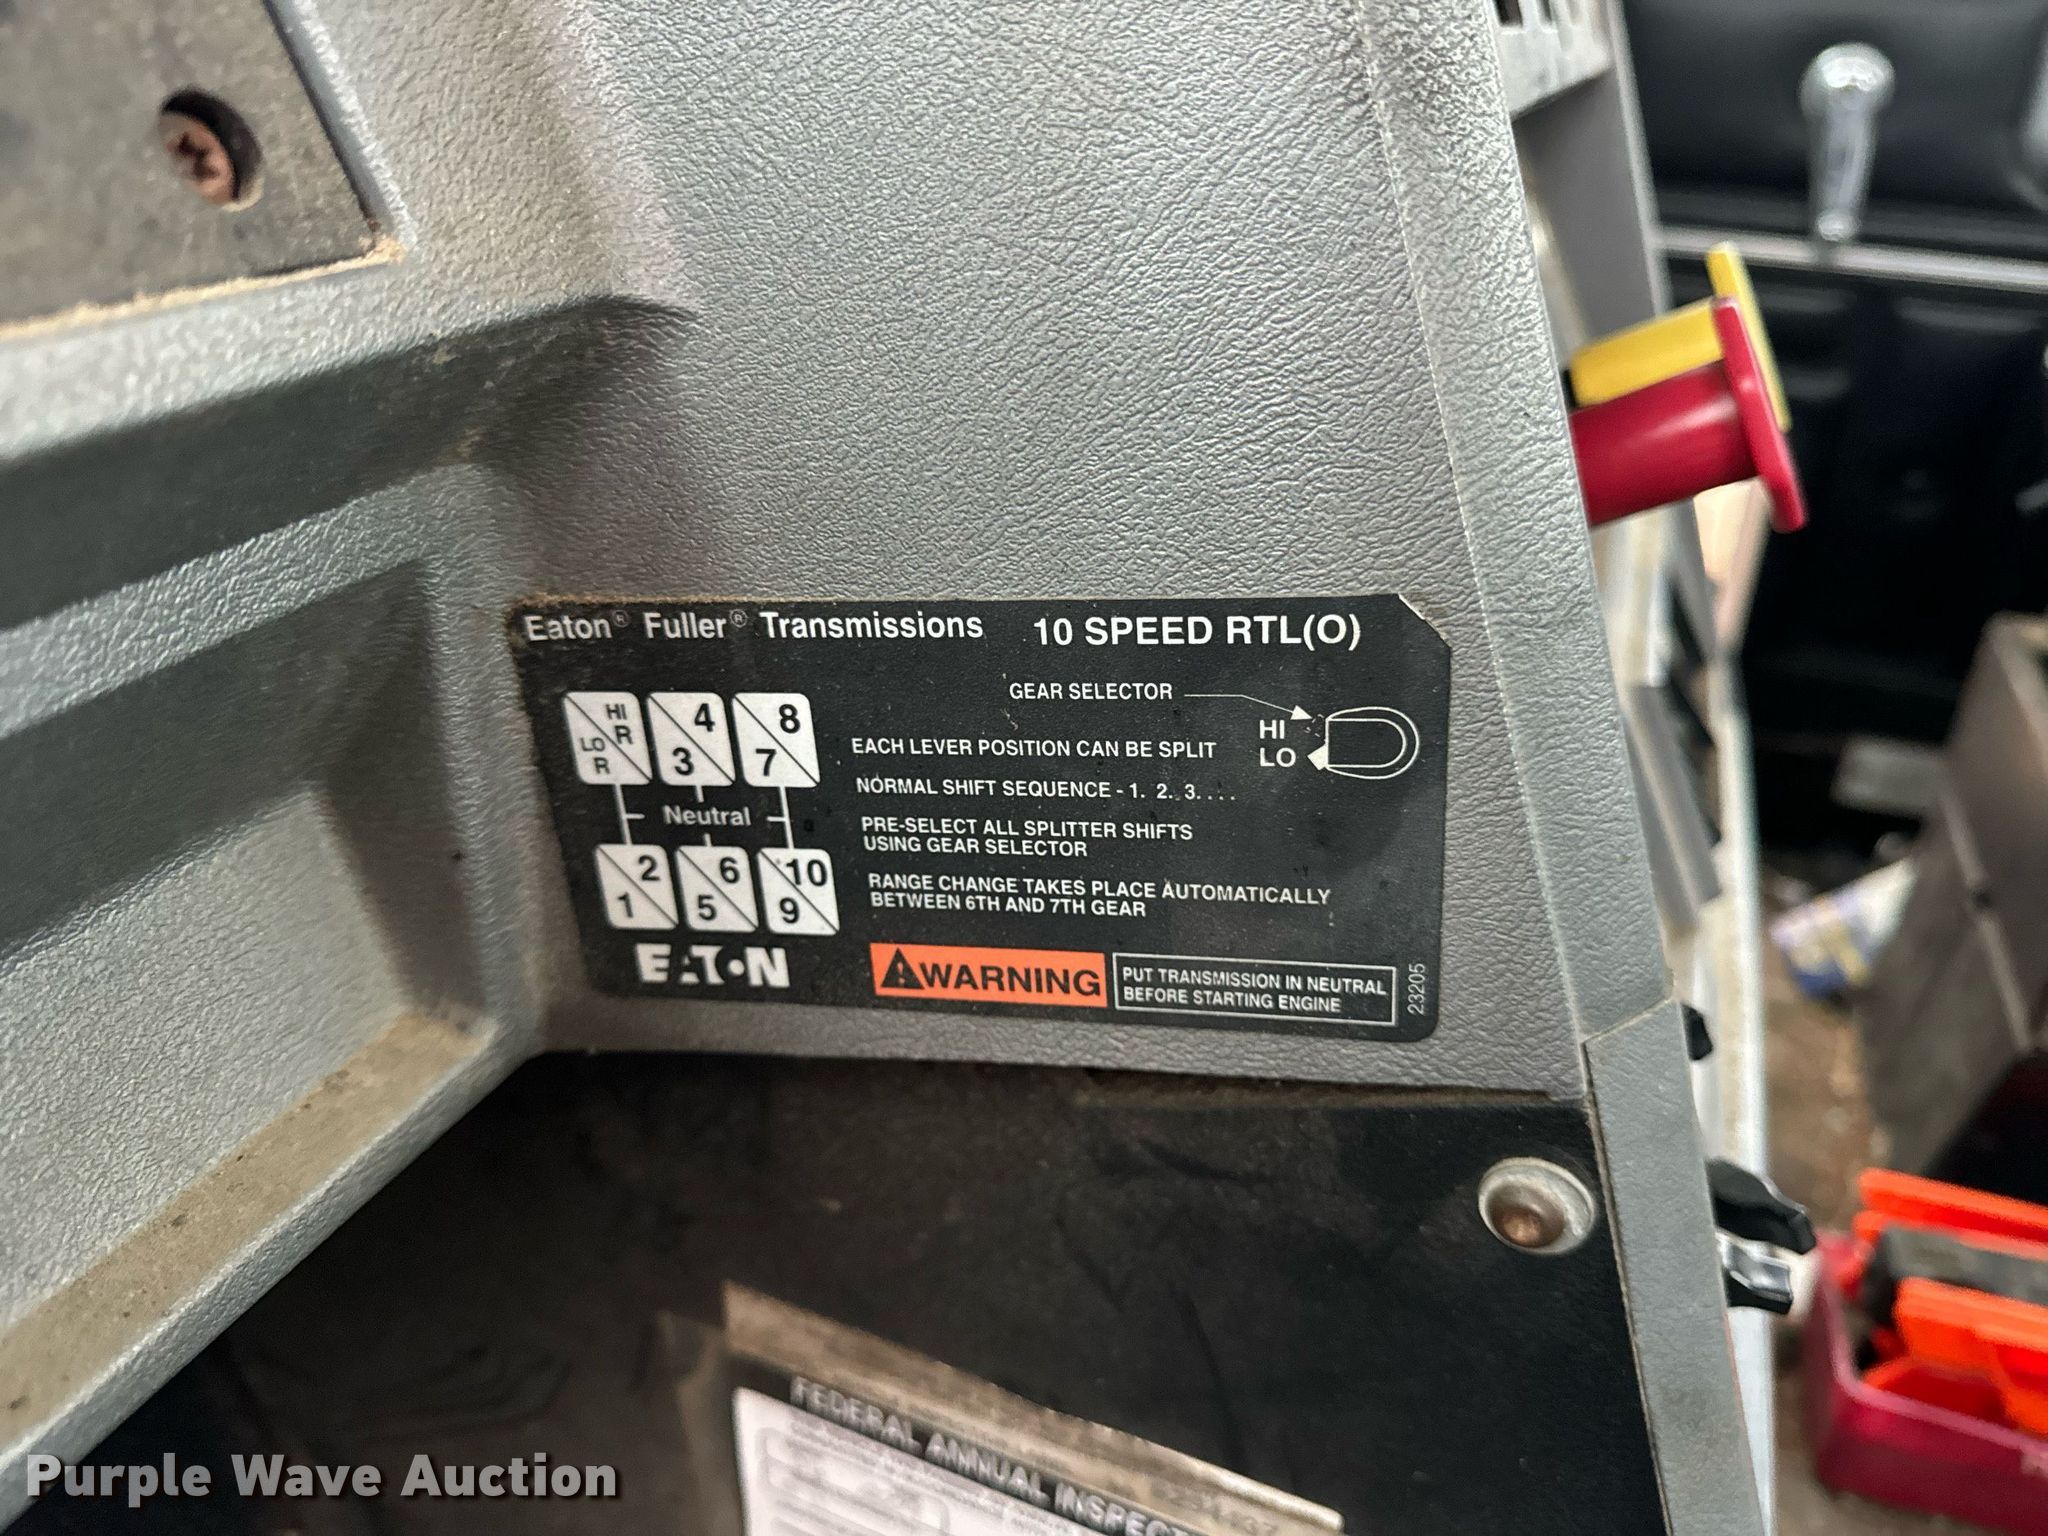 Eaton® Fuller® Transmissions 10 SPEED RTL(O)
GEAR SELECTOR
HI
LO
HI R
LO R
4
3
8
7
Neutral
2
1
6
5
10
9
EACH LEVER POSITION CAN BE SPLIT
NORMAL SHIFT SEQUENCE - 1. 2. 3. . . .
PRE-SELECT ALL SPLITTER SHIFTS
USING GEAR SELECTOR
RANGE CHANGE TAKES PLACE AUTOMATICALLY
BETWEEN 6TH AND 7TH GEAR
EATON
WARNING
PUT TRANSMISSION IN NEUTRAL
BEFORE STARTING ENGINE
23205
FEDERAL ANNUAL INSPECT
Purple Wave Auction